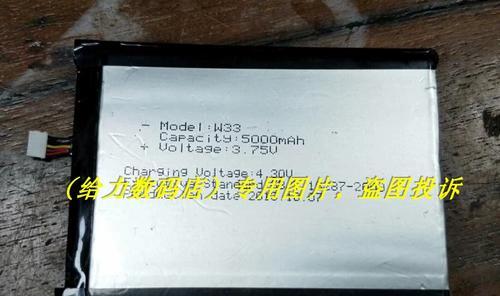 - Model:W33
Capacity:5000mAh
+ Voltage:3.75V
Charging Voltage:4.30V
（给力数码店）专用图片，盗图投诉
date